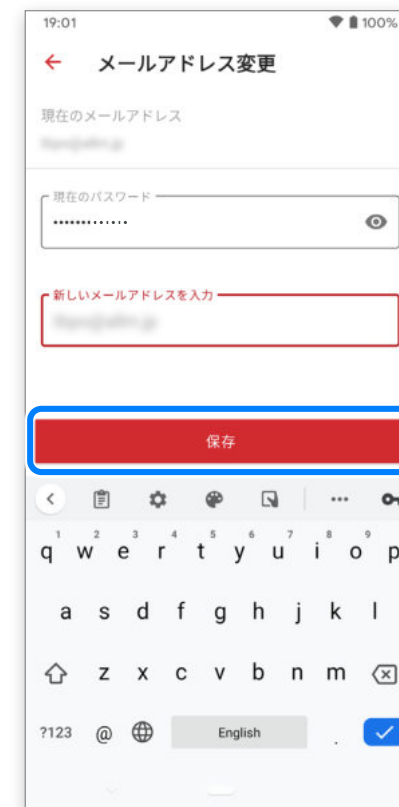 19:01 100%
メールアドレス変更
現在のメールアドレス
現在のパスワード
新しいメールアドレスを入力
保存
1 2 3 4 5 6 7 8 9
q w e r t y u i o p
a s d f g h j k l
z x c v b n m
?123 @ English .